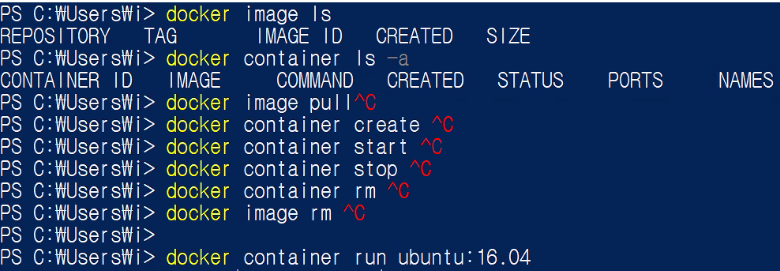 PS C:₩Users₩i> docker image ls
REPOSITORY TAG IMAGE ID CREATED SIZE
PS C:₩Users₩i> docker container ls -a
CONTAINER ID IMAGE COMMAND CREATED STATUS PORTS NAMES
PS C:₩Users₩i> docker image pull^C
PS C:₩Users₩i> docker container create ^C
PS C:₩Users₩i> docker container start ^C
PS C:₩Users₩i> docker container stop ^C
PS C:₩Users₩i> docker container rm ^C
PS C:₩Users₩i> docker image rm ^C
PS C:₩Users₩i>
PS C:₩Users₩i> docker container run ubuntu:16.04